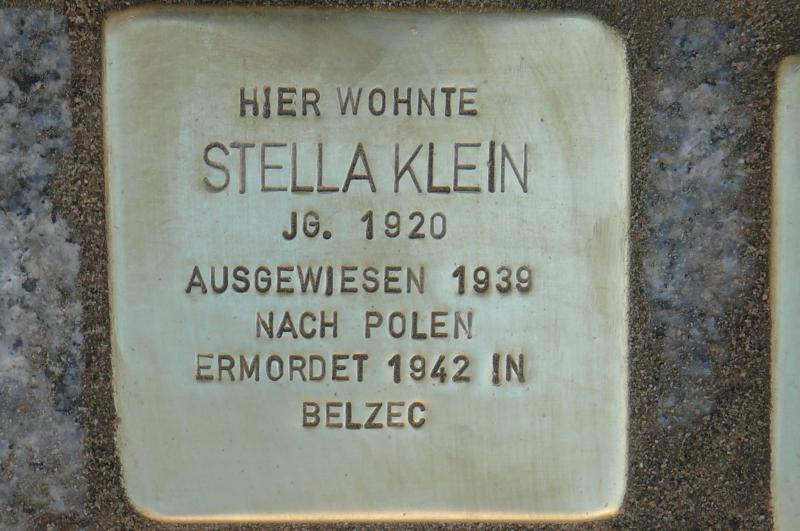 HIER WOHNTE
STELLA KLEIN
JG. 1920
AUSGEWIESEN 1939
NACH POLEN
ERMORDET 1942 IN
BELZEC